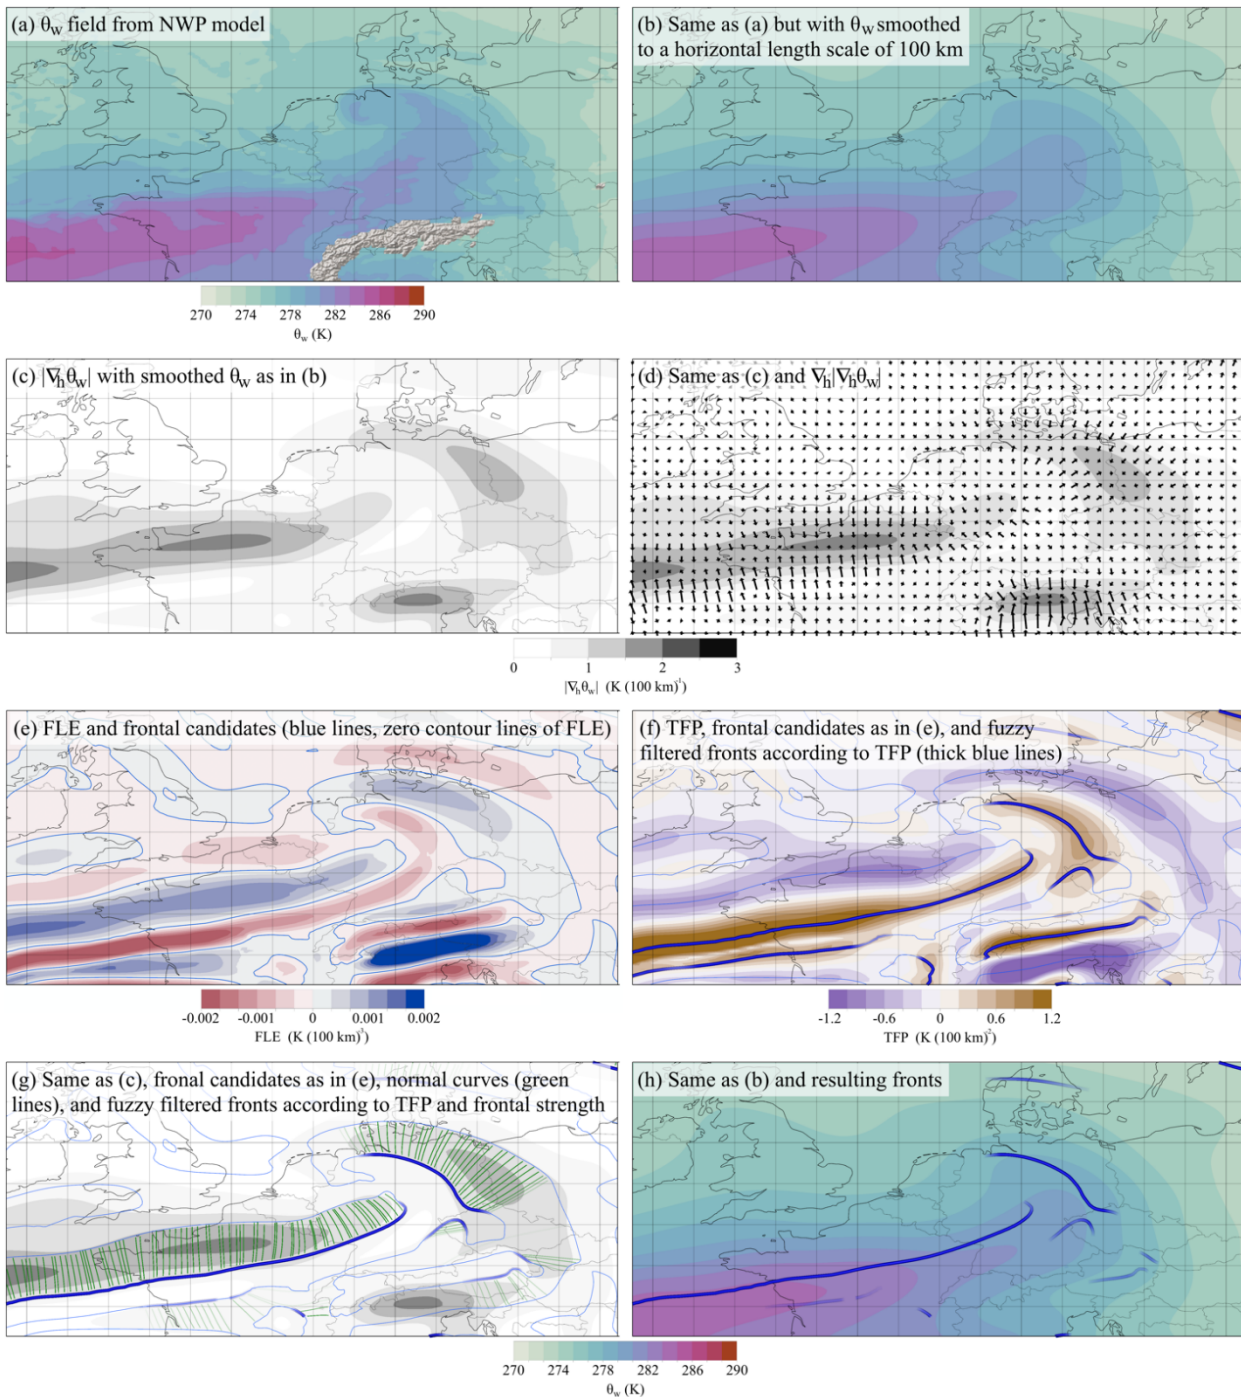 (a) θw field from NWP model
(b) Same as (a) but with θw smoothed
to a horizontal length scale of 100 km
270 274 278 282 286 290
θw (K)
(c) |∇hθw| with smoothed θw as in (b)
(d) Same as (c) and ∇h|∇hθw|
0 1 2 3
|∇hθw| (K (100 km)⁻¹)
(e) FLE and frontal candidates (blue lines, zero contour lines of FLE)
(f) TFP, frontal candidates as in (e), and fuzzy
filtered fronts according to TFP (thick blue lines)
-0.002 -0.001 0 0.001 0.002
FLE (K (100 km)⁻³)
-1.2 -0.6 0 0.6 1.2
TFP (K (100 km)⁻²)
(g) Same as (c), fronal candidates as in (e), normal curves (green
lines), and fuzzy filtered fronts according to TFP and frontal strength
(h) Same as (b) and resulting fronts
270 274 278 282 286 290
θw (K)